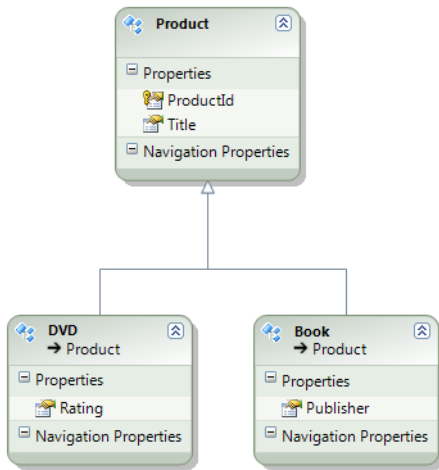 Product
Properties
ProductId
Title
Navigation Properties
DVD
Product
Properties
Rating
Navigation Properties
Book
Product
Properties
Publisher
Navigation Properties